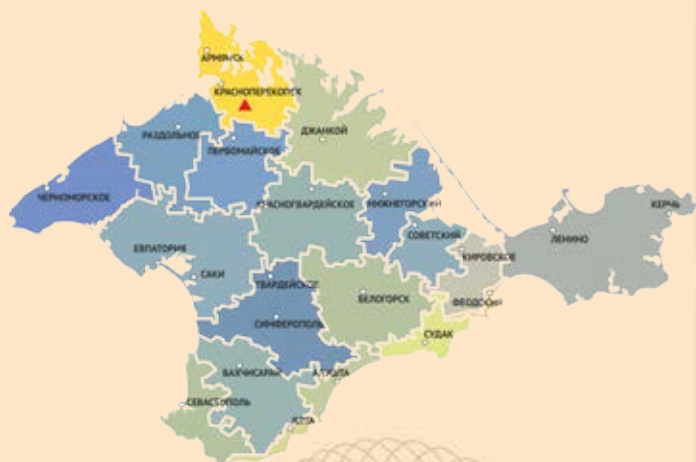 АРМЯНСК
КРАСНОПЕРЕКОПСК
ДЖАНКОЙ
РАЗДОЛЬНОЕ
ПЕРВОМАЙСКОЕ
ЧЕРНОМОРСКОЕ
КРАСНОГВАРДЕЙСКОЕ
НИЖНЕГОРСКИЙ
КЕРЧЬ
СОВЕТСКИЙ
ЛЕНИНО
ЕВПАТОРИЯ
КИРОВСКОЕ
САКИ
ГВАРДЕЙСКОЕ
БЕЛОГОРСК
ФЕОДОСИЯ
СИМФЕРОПОЛЬ
СУДАК
БАХЧИСАРАЙ
АЛУШТА
СЕВАСТОПОЛЬ
ЯЛТА